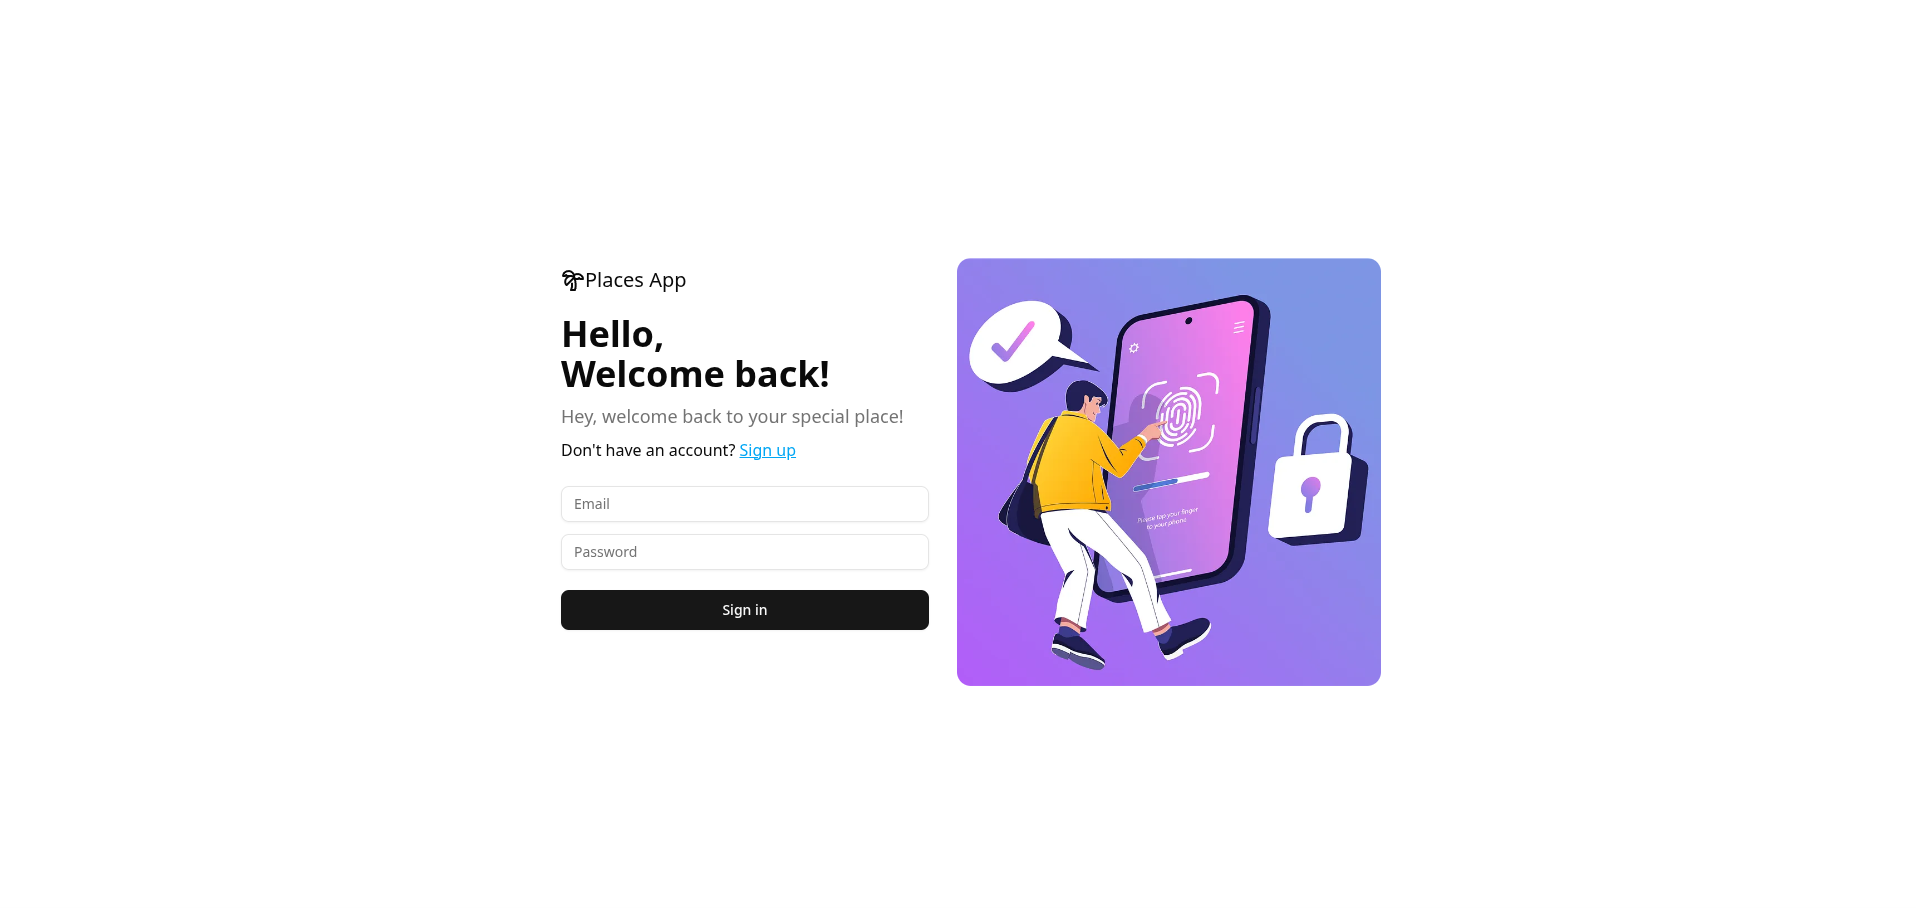 Places App
Hello,
Welcome back!
Hey, welcome back to your special place!
Don't have an account? Sign up
Email
Password
Sign in
Please tap your finger
to your phone